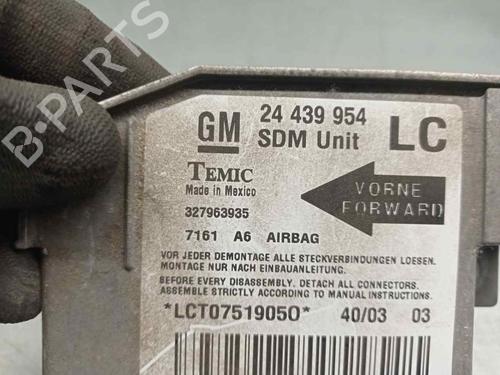 GM 24 439 954 LC
SDM Unit
TEMIC
Made in Mexico
VORNE
FORWARD
327963935
7161 A6 AIRBAG
VOR JEDER DEMONTAGE ALLE STECKVERBINDUNGEN LOESEN.
MONTAGE NUR NACH EINBAUANLEITUNG.
BEFORE EVERY DISASSEMBLY, DETACH ALL CONNECTORS.
ASSEMBLE STRICTLY ACCORDING TO MANUAL INSTRUCTIONS.
*LCT07519050* 40/03 03
B-PARTS